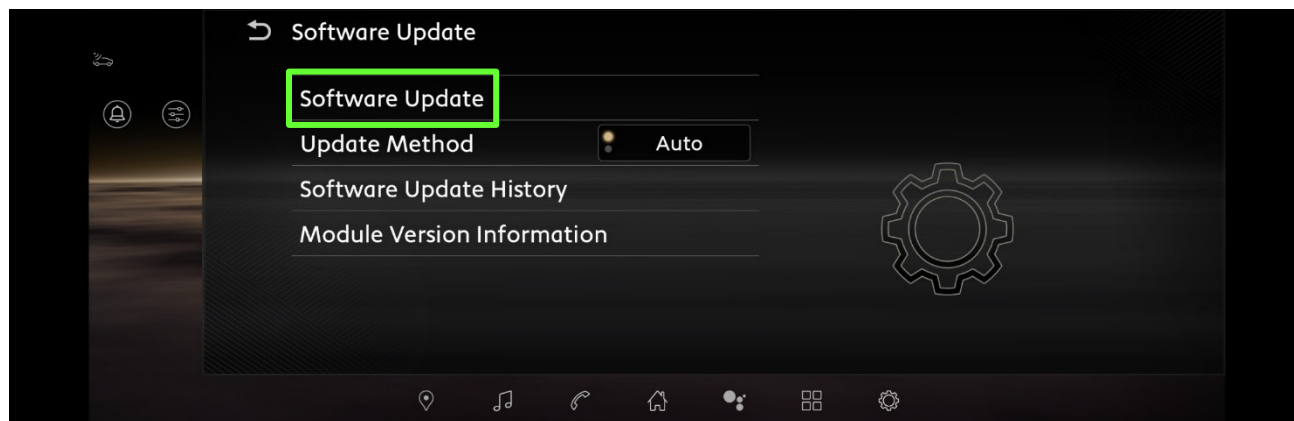 Software Update
Software Update
Update Method Auto
Software Update History
Module Version Information